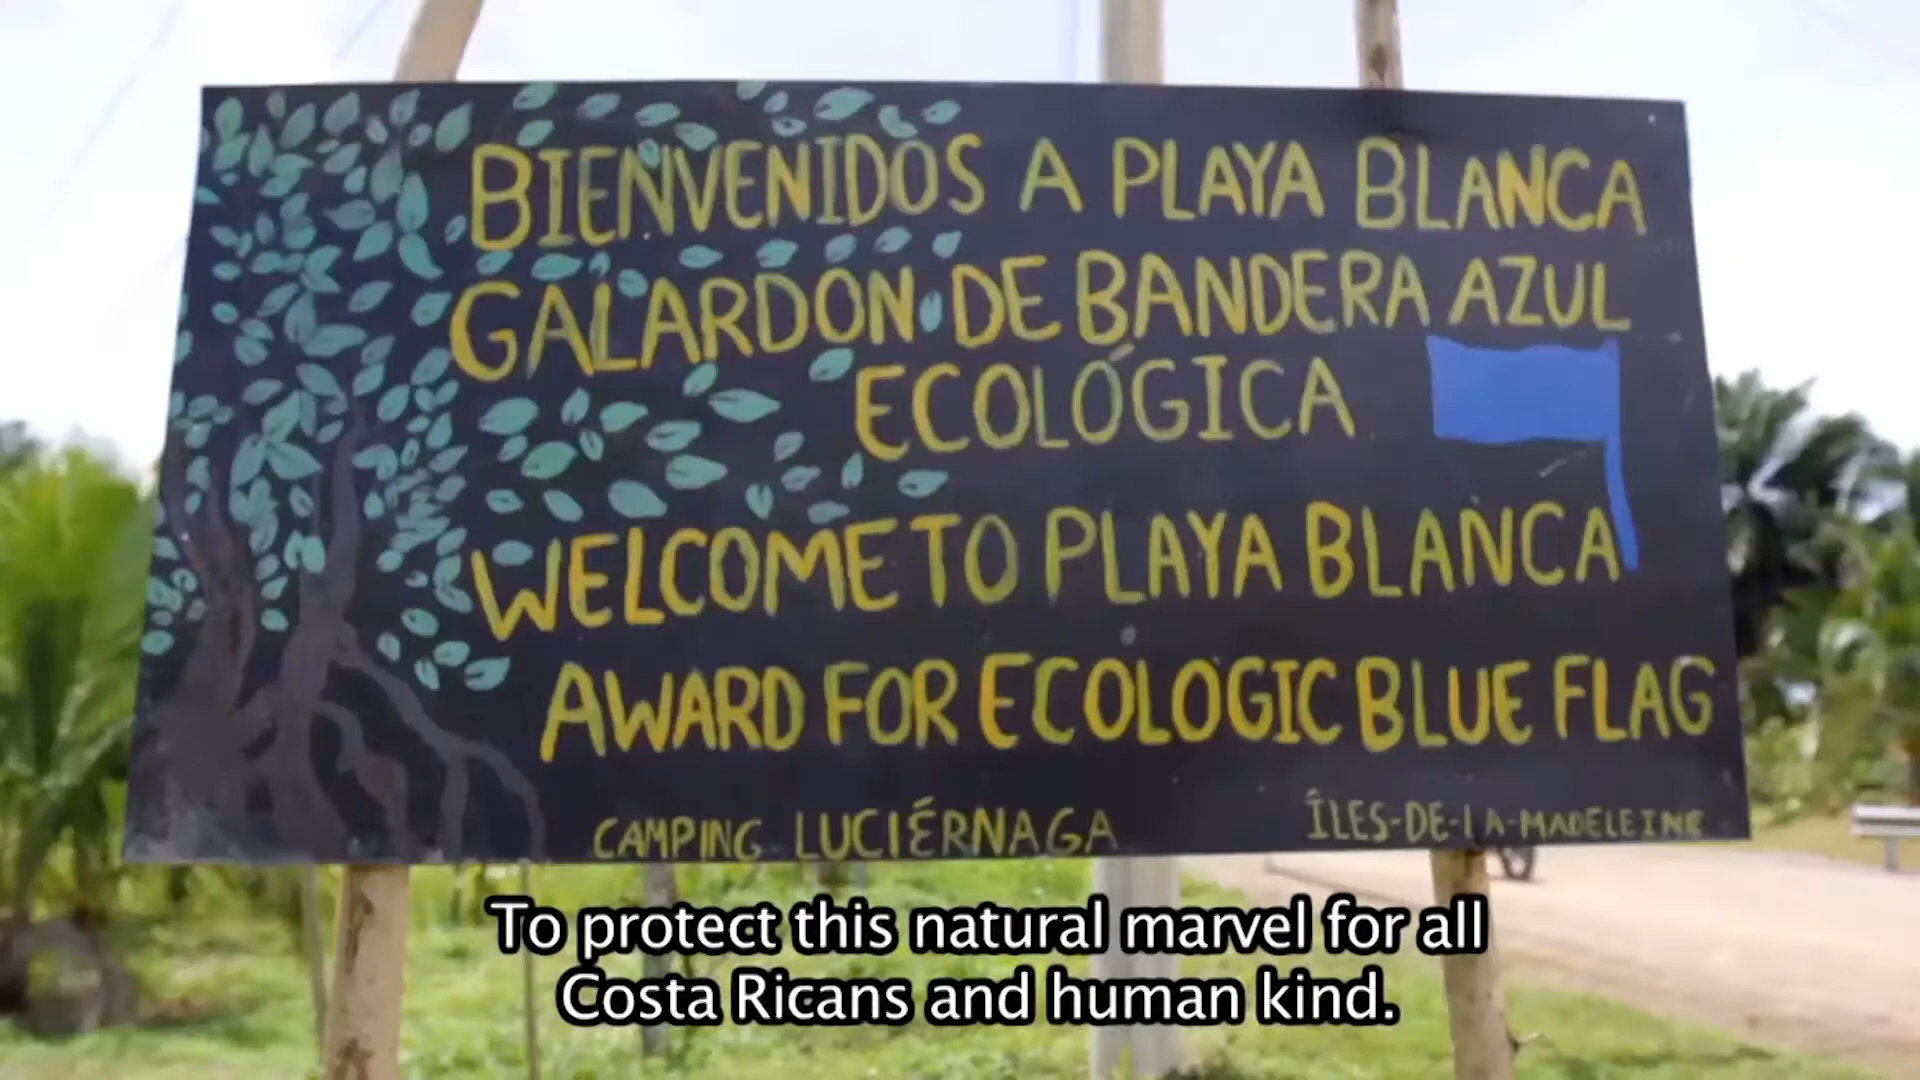 BIENVENIDOS A PLAYA BLANCA
GALARDON DE BANDERA AZUL
ECOLÓGICA
WELCOME TO PLAYA BLANCA
AWARD FOR ECOLOGIC BLUE FLAG
CAMPING LUCIÉRNAGA
ÎLES-DE-LA-MADELEINE
To protect this natural marvel for all
Costa Ricans and human kind.